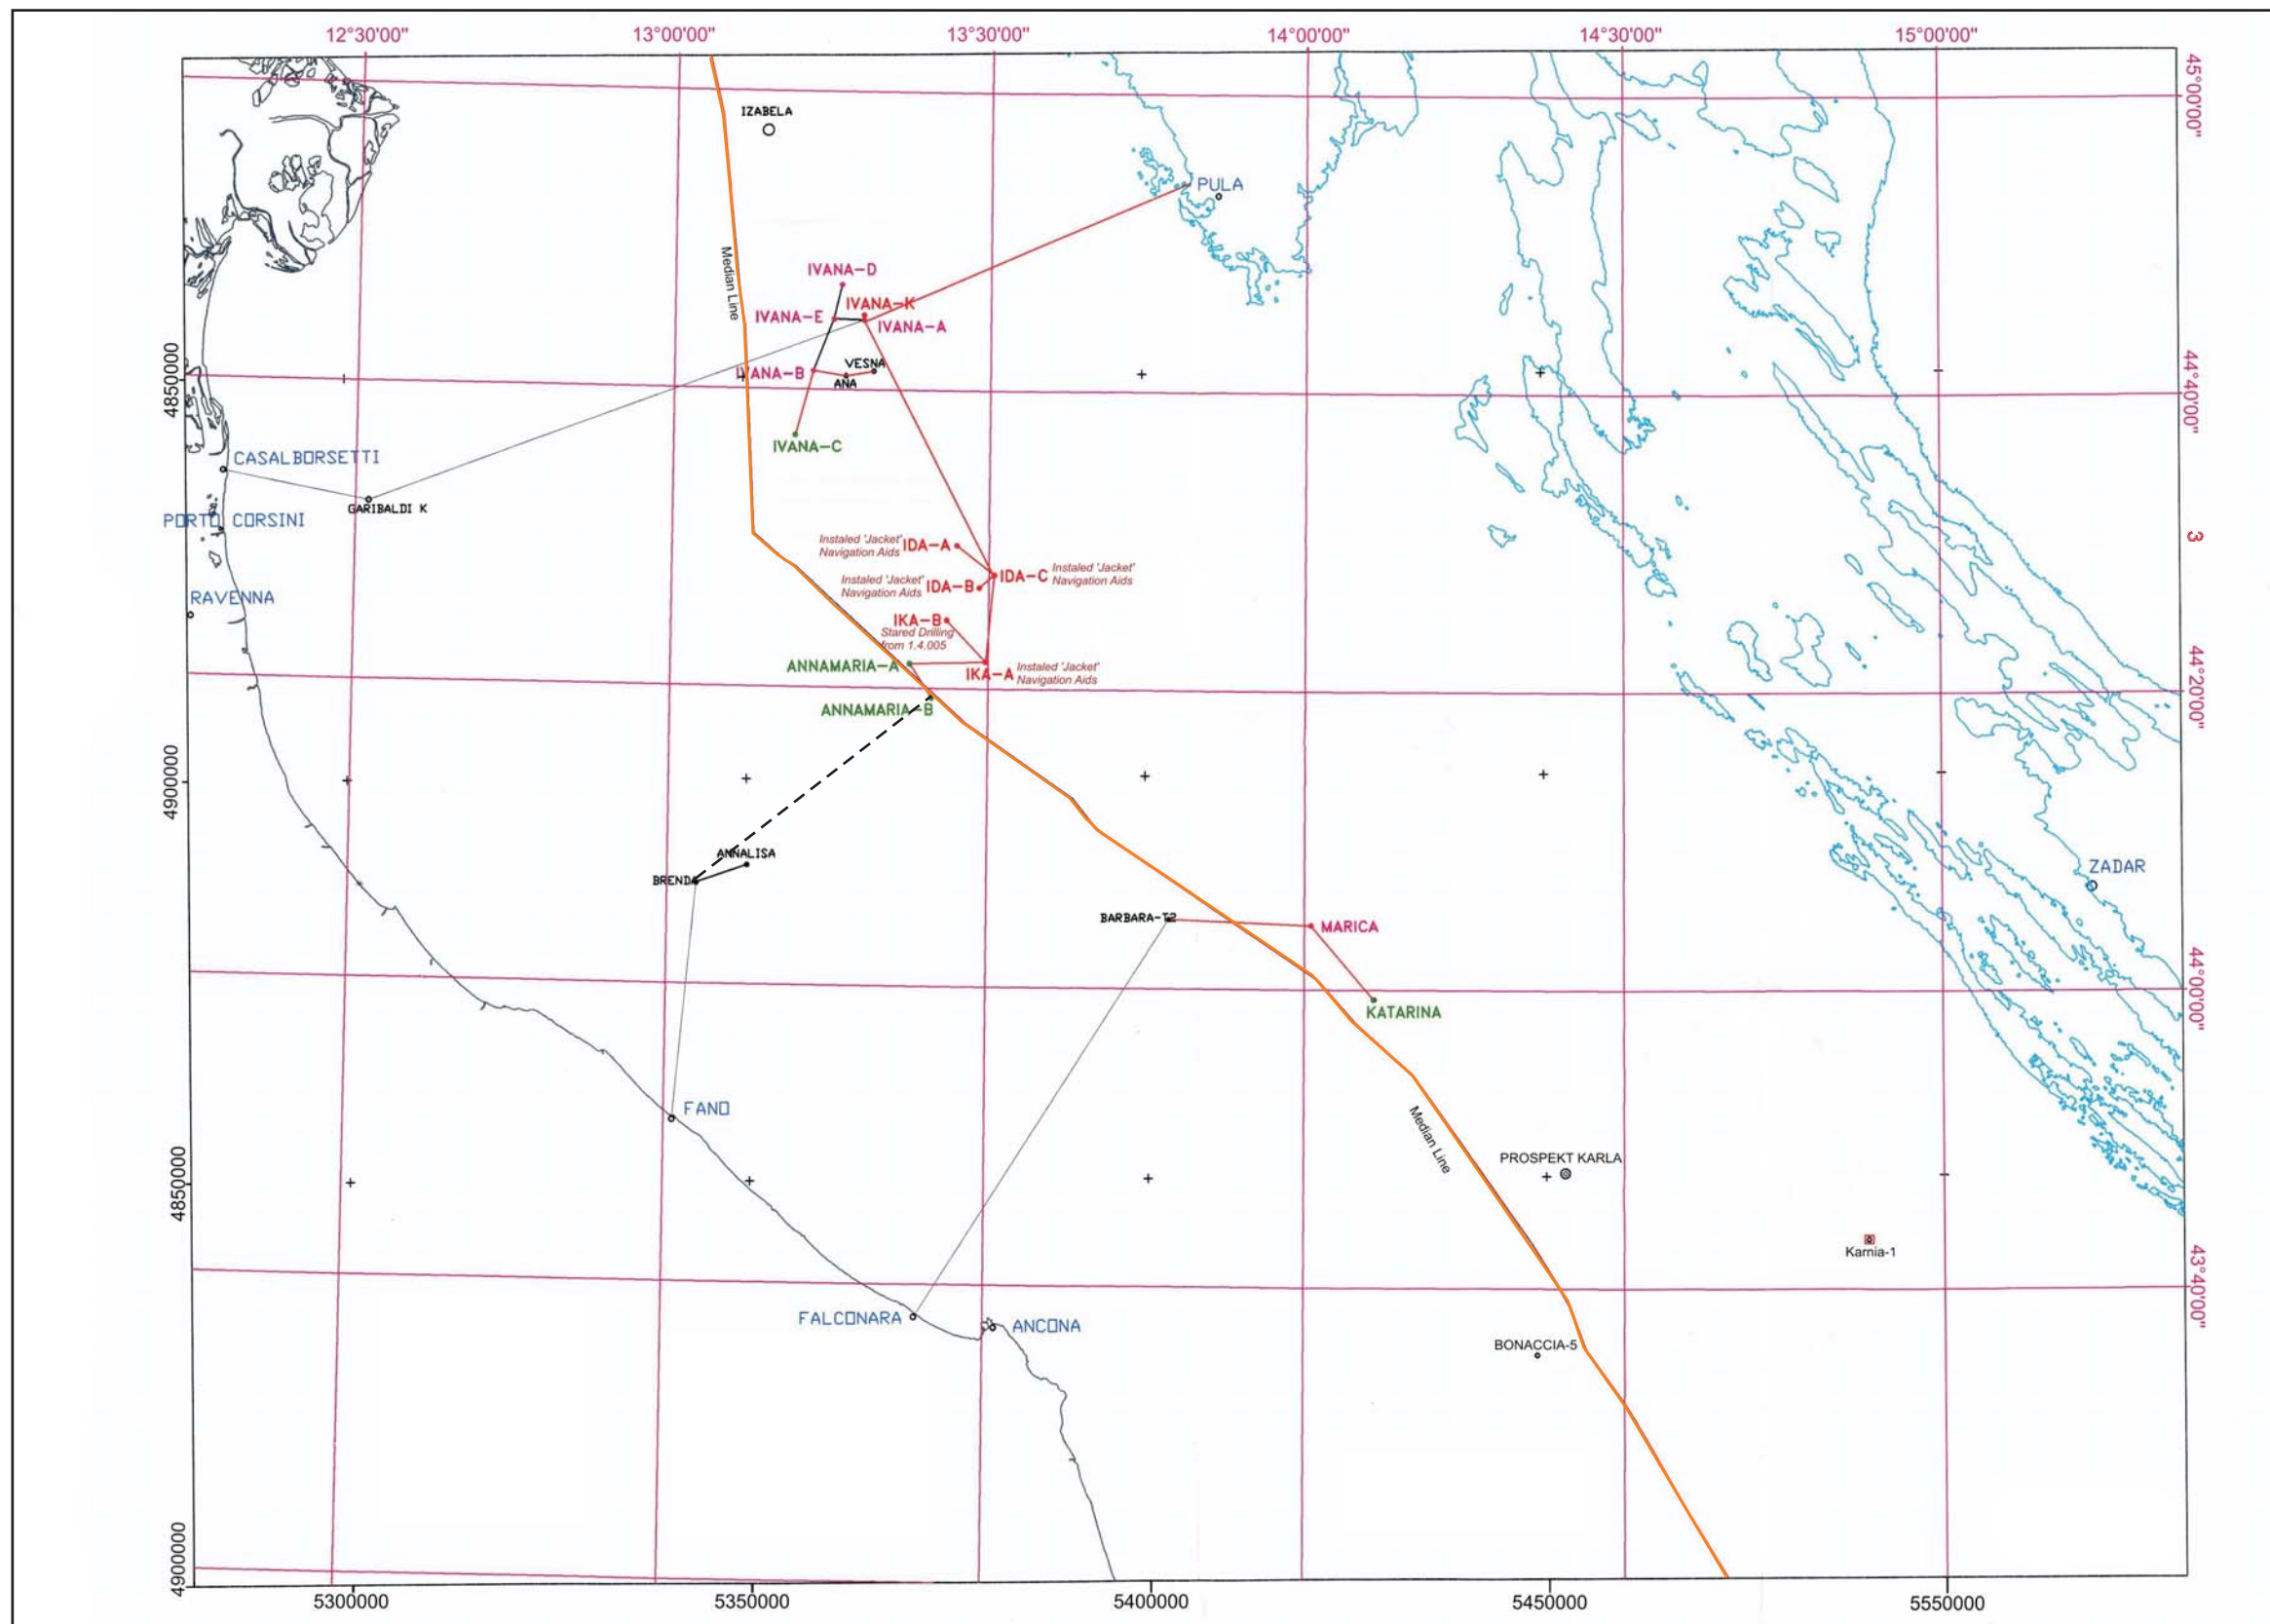 12°30'00"
13°00'00"
13°30'00"
14°00'00"
14°30'00"
15°00'00"
45°00'00"
IZABELA
PULA
Median Line
IVANA-D
IVANA-K
IVANA-E
IVANA-A
VESNA
IVANA-B
ANA
4850000
44°40'00"
IVANA-C
CASALBORSETTI
GARIBALDI K
PORTO CORSINI
3
Instaled 'Jacket'
Navigation Aids
IDA-A
IDA-C
Instaled 'Jacket'
Navigation Aids
Instaled 'Jacket'
Navigation Aids
IDA-B
RAVENNA
IKA-B
Stared Drilling
from 1.4.005
ANNAMARIA-A
IKA-A
Instaled 'Jacket'
Navigation Aids
44°20'00"
ANNAMARIA-B
4900000
ANNALISA
BRENDA
ZADAR
BARBARA-T2
MARICA
44°00'00"
KATARINA
FANO
Median Line
PROSPEKT KARLA
4850000
Kamia-1
43°40'00"
FALCONARA
ANCONA
BONACCIA-5
4900000
5300000
5350000
5400000
5450000
5550000